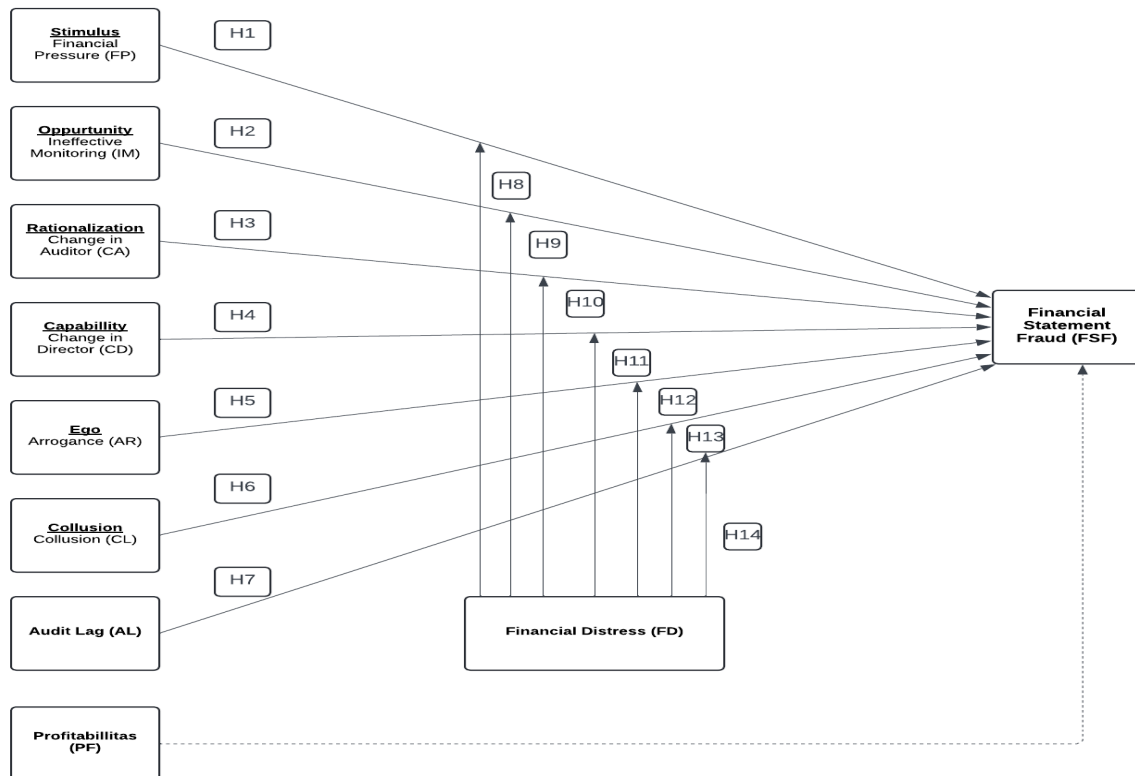 Stimulus
Financial
Pressure (FP)
H1
Oppurtunity
Ineffective
Monitoring (IM)
H2
H8
Rationalization
Change in
Auditor (CA)
H3
H9
Capabillity
Change in
Director (CD)
H4
H10
Financial
Statement
Fraud (FSF)
H11
Ego
Arrogance (AR)
H5
H12
H13
Collusion
Collusion (CL)
H6
H14
Audit Lag (AL)
H7
Financial Distress (FD)
Profitabillitas
(PF)